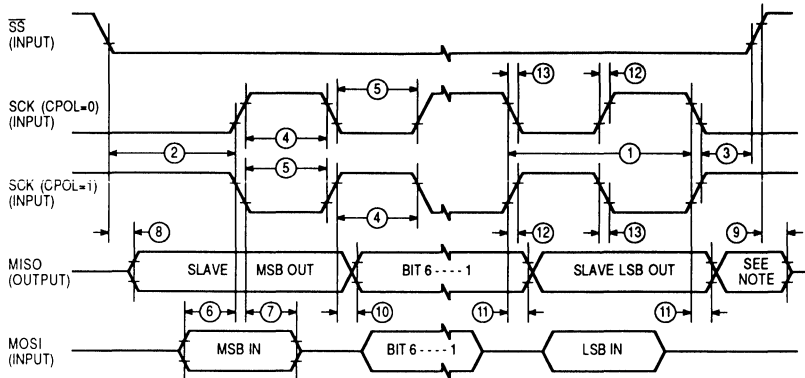 SS
(INPUT)
13
12
5
SCK (CPOL=0)
(INPUT)
4
2
5
1
3
SCK (CPOL=i)
(INPUT)
4
8
12
13
9
MISO
(OUTPUT)
SLAVE MSB OUT
BIT 6 - - - - 1
SLAVE LSB OUT
SEE
NOTE
6
7
10
11
11
MOSI
(INPUT)
MSB IN
BIT 6 - - - - 1
LSB IN